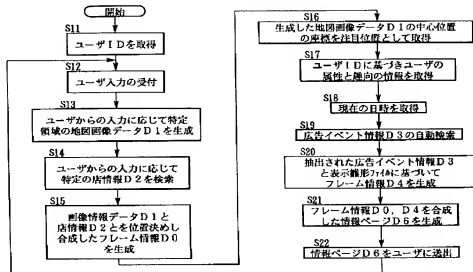 開始
S11
ユーザＩＤを取得
S12
ユーザ入力の受付
S13
ユーザからの入力に応じて特定
領域の地図画像データＤ１を生成
S14
ユーザからの入力に応じて
特定の店情報Ｄ２を検索
S15
画像情報データＤ１と
店情報Ｄ２とを位置決めし
合成したフレーム情報Ｄ０を
生成
S16
生成した地図画像データＤ１の中心位置
の座標を注目位置として取得
S17
ユーザＩＤに基づきユーザの
属性と趣向の情報を取得
S18
現在の日時を取得
S19
広告イベント情報Ｄ３の自動検索
S20
抽出された広告イベント情報Ｄ３
と表示雛形ファイルに基づいて
フレーム情報Ｄ４を生成
S21
フレーム情報Ｄ０、Ｄ４を合成
した情報ページＤ６を生成
S22
情報ページＤ６をユーザに送出